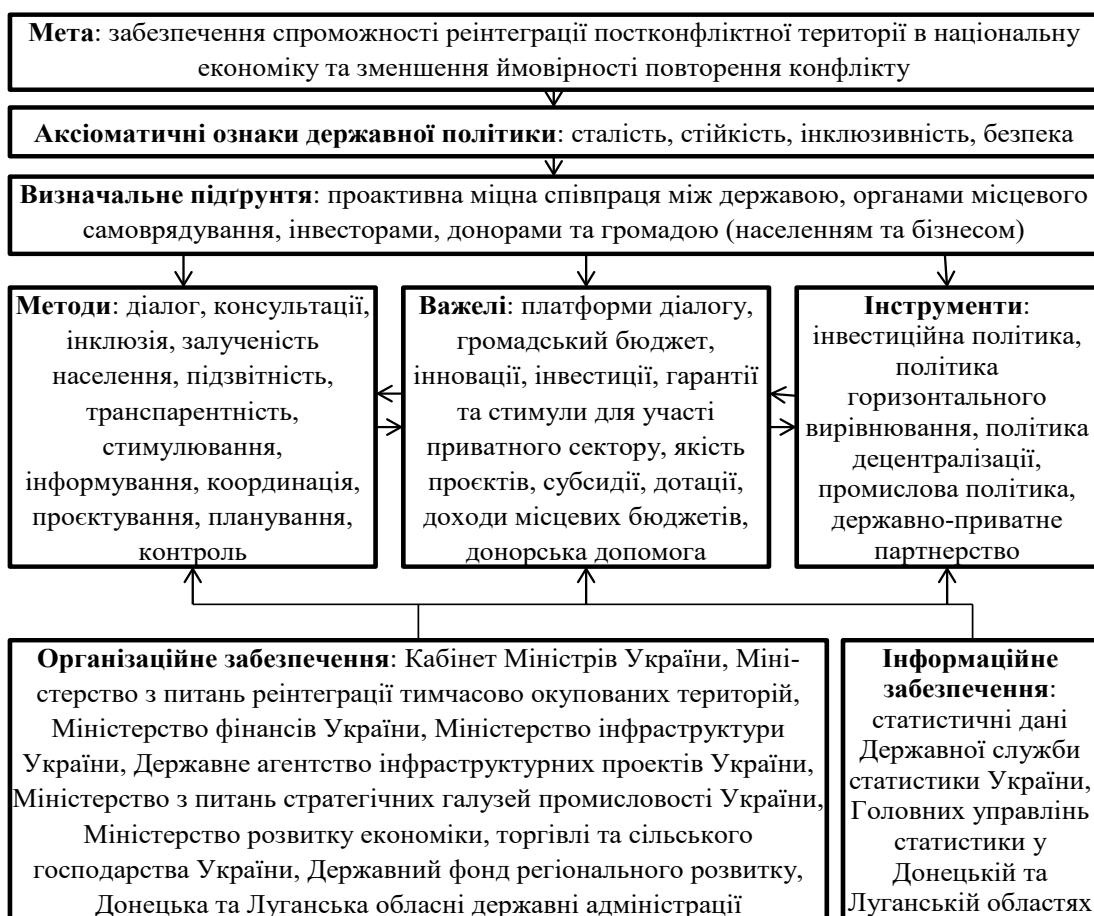 Мета: забезпечення спроможності реінтеграції постконфліктної території в національну
економіку та зменшення ймовірності повторення конфлікту
Аксіоматичні ознаки державної політики: сталість, стійкість, інклюзивність, безпека
Визначальне підґрунтя: проактивна міцна співпраця між державою, органами місцевого
самоврядування, інвесторами, донорами та громадою (населенням та бізнесом)
Методи: діалог, консультації,
інклюзія, залученість
населення, підзвітність,
транспарентність,
стимулювання,
інформування, координація,
проєктування, планування,
контроль
Важелі: платформи діалогу,
громадський бюджет,
інновації, інвестиції, гарантії
та стимули для участі
приватного сектору, якість
проєктів, субсидії, дотації,
доходи місцевих бюджетів,
донорська допомога
Інструменти:
інвестиційна політика,
політика
горизонтального
вирівнювання, політика
децентралізації,
промислова політика,
державно-приватне
партнерство
Організаційне забезпечення: Кабінет Міністрів України, Міні-
стерство з питань реінтеграції тимчасово окупованих територій,
Міністерство фінансів України, Міністерство інфраструктури
України, Державне агентство інфраструктурних проектів України,
Міністерство з питань стратегічних галузей промисловості України,
Міністерство розвитку економіки, торгівлі та сільського
господарства України, Державний фонд регіонального розвитку,
Донецька та Луганська обласні державні адміністрації
Інформаційне
забезпечення:
статистичні дані
Державної служби
статистики України,
Головних управлінь
статистики у
Донецькій та
Луганській областях